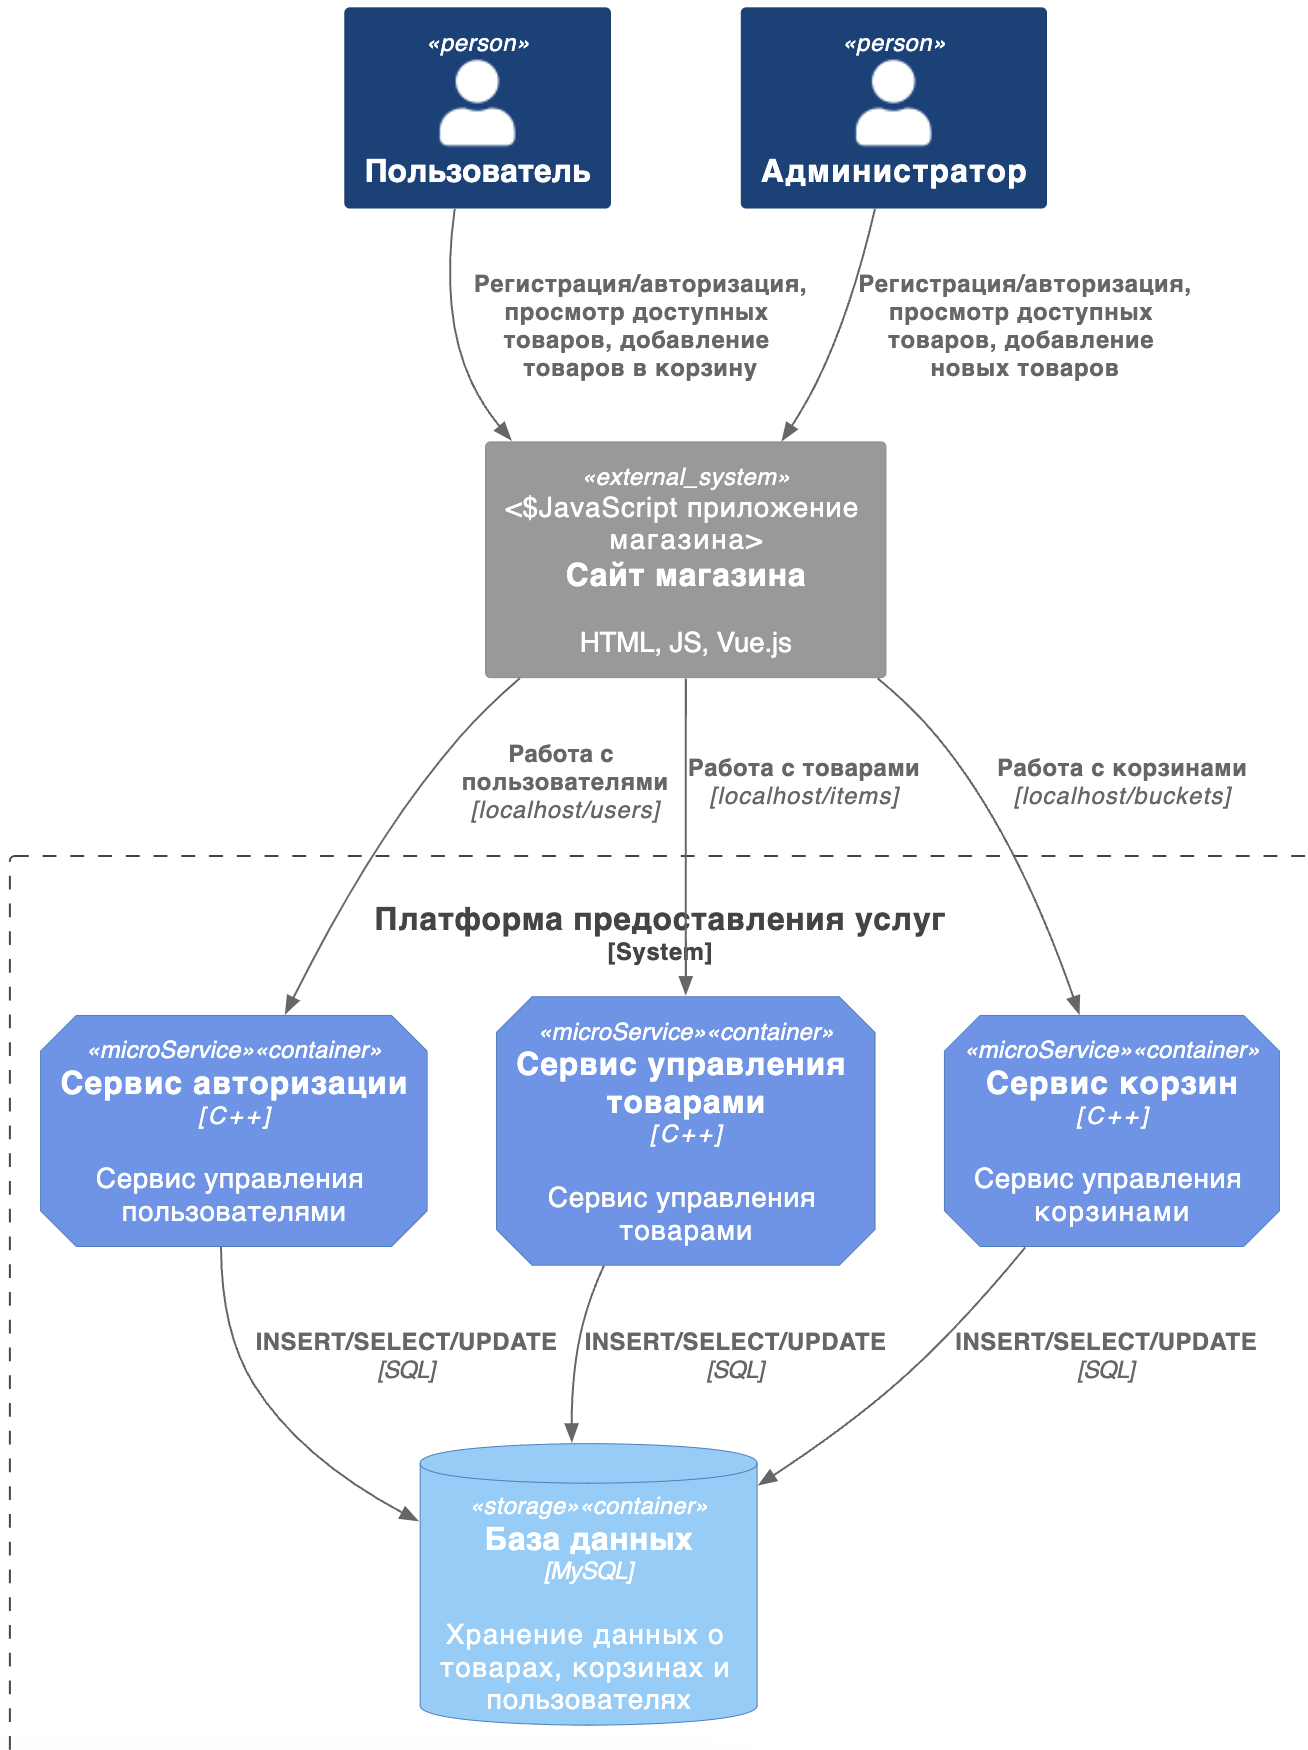 «person»
Пользователь
«person»
Администратор
Регистрация/авторизация,
просмотр доступных
товаров, добавление
товаров в корзину
Регистрация/авторизация,
просмотр доступных
товаров, добавление
новых товаров
«external_system»
<$JavaScript приложение
магазина>
Сайт магазина
HTML, JS, Vue.js
Работа с
пользователями
[localhost/users]
Работа с товарами
[localhost/items]
Работа с корзинами
[localhost/buckets]
Платформа предоставления услуг
[System]
«microService»«container»
Сервис авторизации
[C++]
Сервис управления
пользователями
«microService»«container»
Сервис управления
товарами
[C++]
Сервис управления
товарами
«microService»«container»
Сервис корзин
[C++]
Сервис управления
корзинами
INSERT/SELECT/UPDATE
[SQL]
INSERT/SELECT/UPDATE
[SQL]
INSERT/SELECT/UPDATE
[SQL]
«storage»«container»
База данных
[MySQL]
Хранение данных о
товарах, корзинах и
пользователях